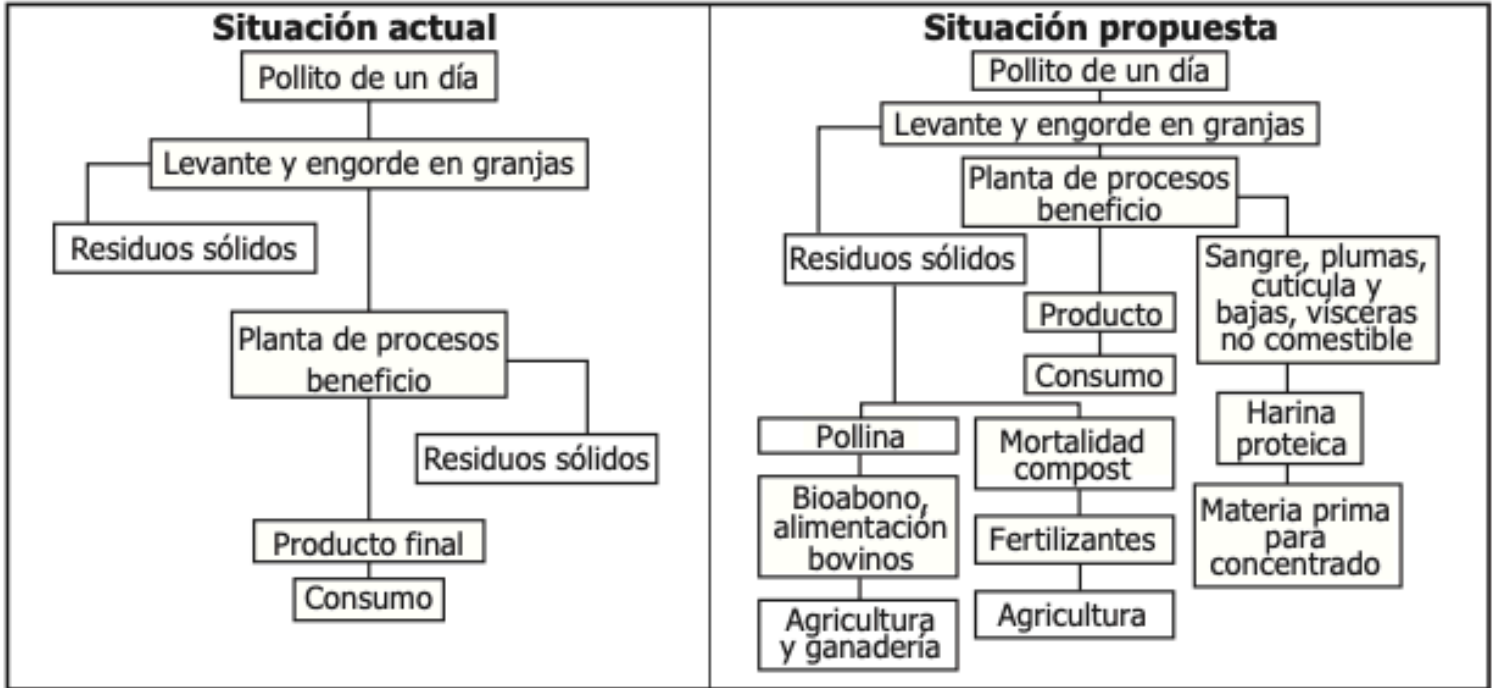 Situación actual
Pollito de un día
Levante y engorde en granjas
Residuos sólidos
Planta de procesos
beneficio
Residuos sólidos
Producto final
Consumo
Situación propuesta
Pollito de un día
Levante y engorde en granjas
Planta de procesos
beneficio
Residuos sólidos
Sangre, plumas,
cutícula y
bajas, vísceras
no comestible
Producto
Consumo
Pollina
Mortalidad
compost
Harina
proteica
Bioabono,
alimentación
bovinos
Fertilizantes
Materia prima
para
concentrado
Agricultura
y ganadería
Agricultura